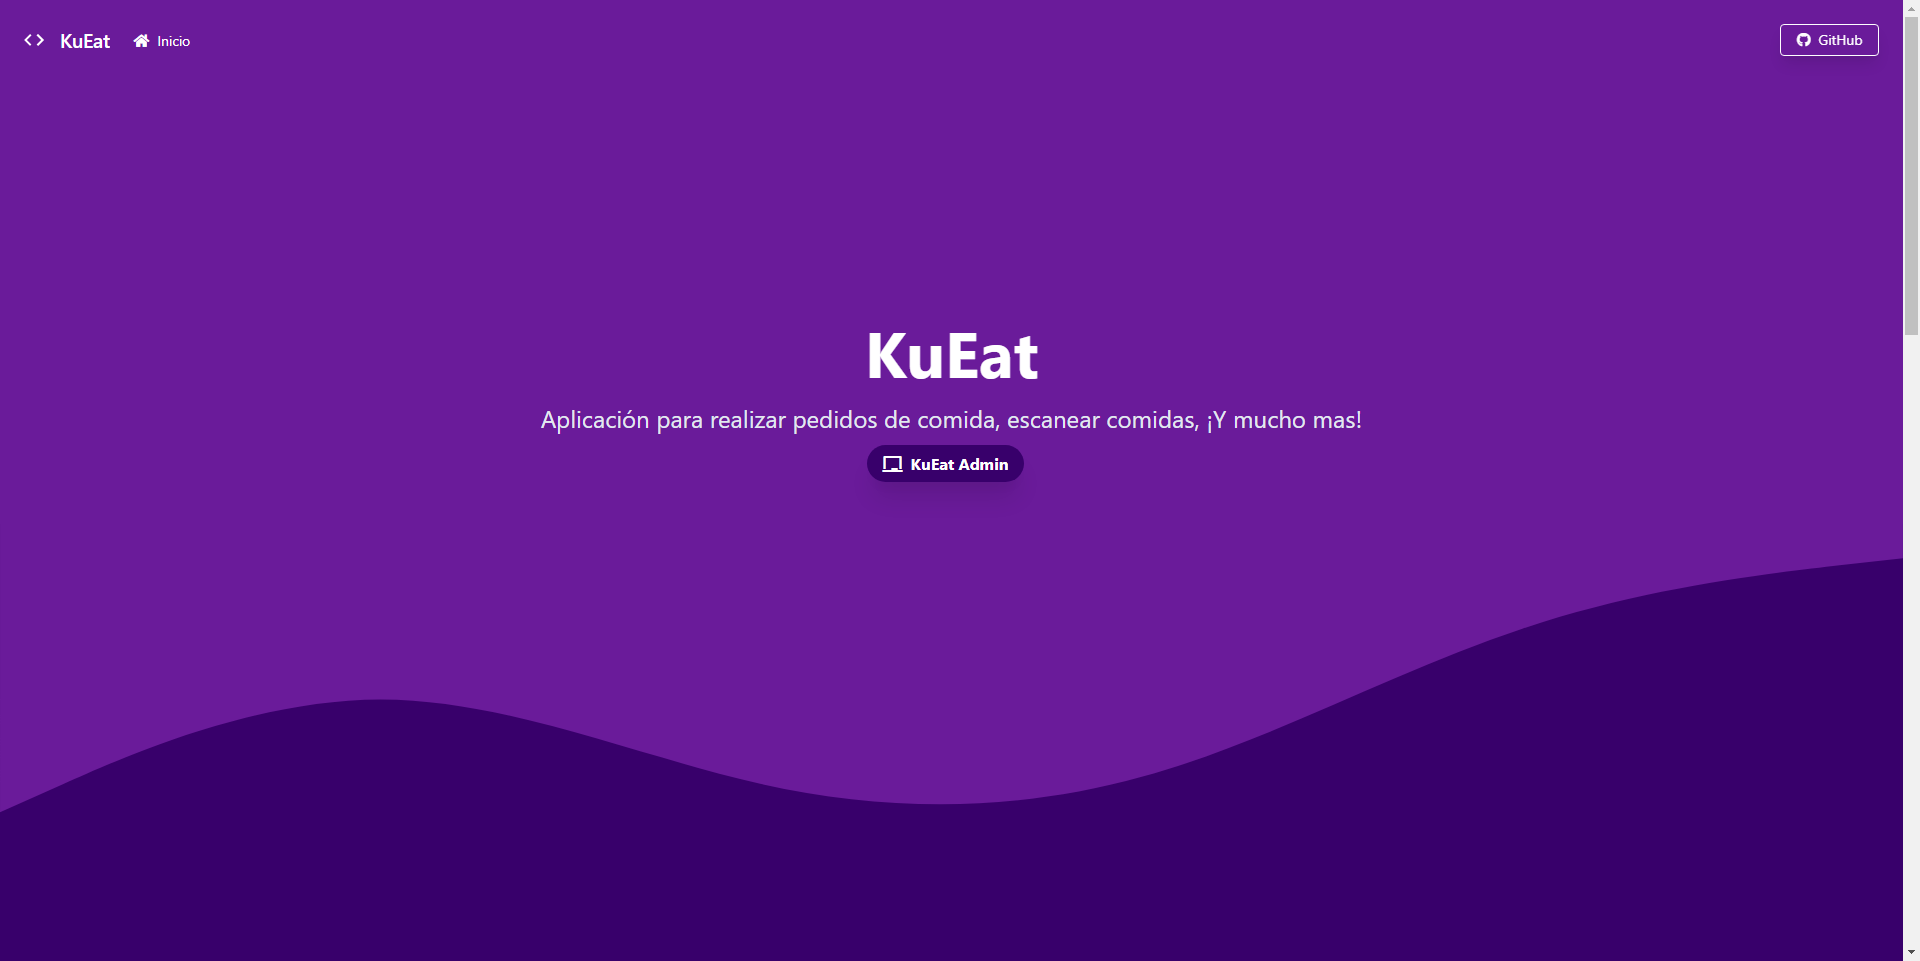 KuEat
Inicio
GitHub
KuEat
Aplicación para realizar pedidos de comida, escanear comidas, ¡Y mucho mas!
KuEat Admin